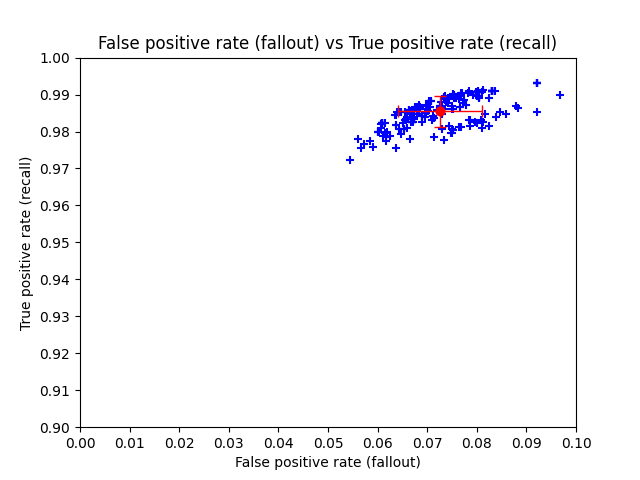 False positive rate (fallout) vs True positive rate (recall)
1.00
0.99
0.98
0.97
0.96
0.95
0.94
0.93
0.92
0.91
0.90
True positive rate (recall)
0.00 0.01 0.02 0.03 0.04 0.05 0.06 0.07 0.08 0.09 0.10
False positive rate (fallout)